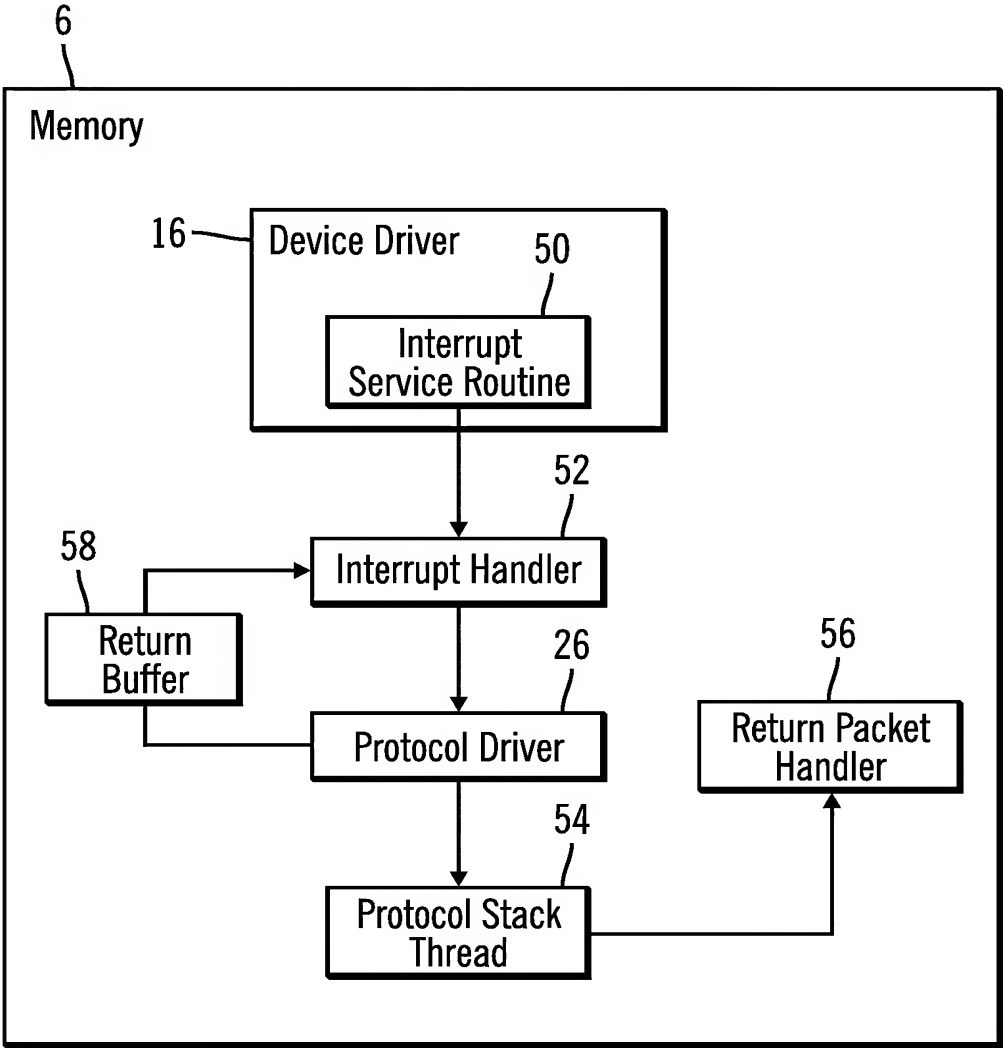 6
Memory
16
Device Driver
50
Interrupt
Service Routine
52
Interrupt Handler
58
Return
Buffer
26
Protocol Driver
56
Return Packet
Handler
54
Protocol Stack
Thread